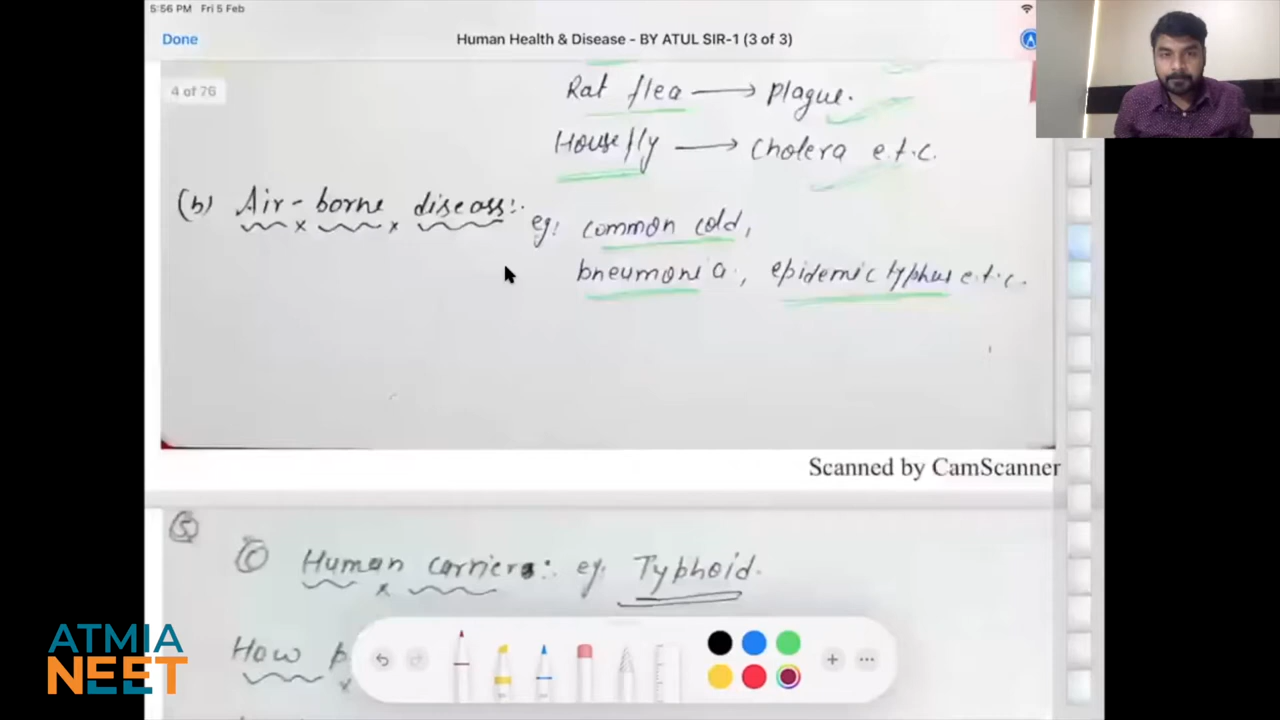 5:56 PM Fri 5 Feb
Done
Human Health & Disease - BY ATUL SIR-1 (3 of 3)
4 of 76
Rat flea → plague.
Housefly → cholera e.t.c.
(b) Air-borne diseass:.
eg: common cold,
pneumonia, epidemic typhus e.t.c.
Scanned by CamScanner
(5)
(C) Human carriers:. eg. Typhoid.
How
ATMIA
NEET